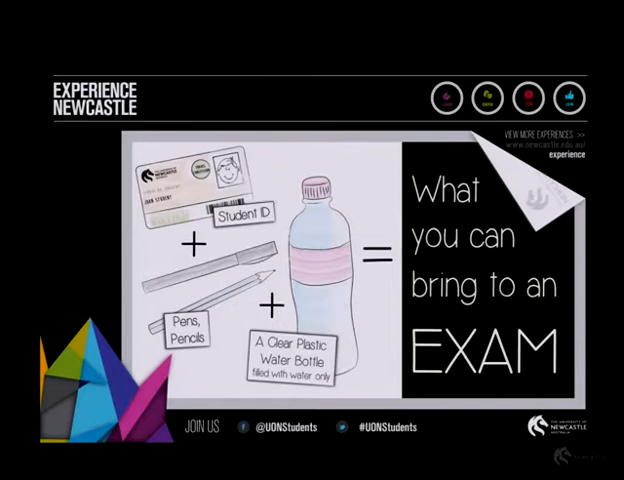 EXPERIENCE
NEWCASTLE
VIEW MORE EXPERIENCES >>
www.newcastle.edu.au/
experience
What
you can
bring to an
EXAM
Student ID
+
=
Pens,
Pencils
+
A Clear Plastic
Water Bottle
filled with water only
JOIN US
@UONStudents
#UONStudents
THE UNIVERSITY OF
NEWCASTLE
AUSTRALIA
Newcastle